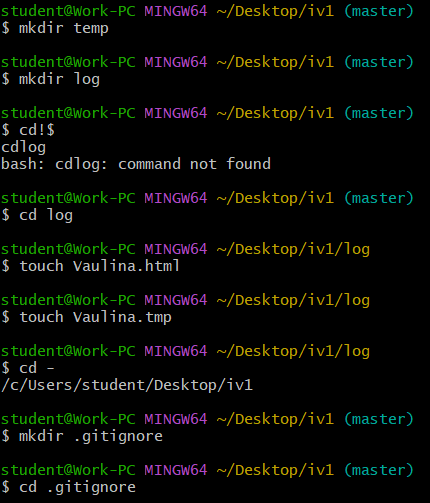 student@Work-PC MINGW64 ~/Desktop/iv1 (master)
$ mkdir temp
student@Work-PC MINGW64 ~/Desktop/iv1 (master)
$ mkdir log
student@Work-PC MINGW64 ~/Desktop/iv1 (master)
$ cd!$
cdlog
bash: cdlog: command not found
student@Work-PC MINGW64 ~/Desktop/iv1 (master)
$ cd log
student@Work-PC MINGW64 ~/Desktop/iv1/log
$ touch Vaulina.html
student@Work-PC MINGW64 ~/Desktop/iv1/log
$ touch Vaulina.tmp
student@Work-PC MINGW64 ~/Desktop/iv1/log
$ cd -
/c/Users/student/Desktop/iv1
student@Work-PC MINGW64 ~/Desktop/iv1 (master)
$ mkdir .gitignore
student@Work-PC MINGW64 ~/Desktop/iv1 (master)
$ cd .gitignore